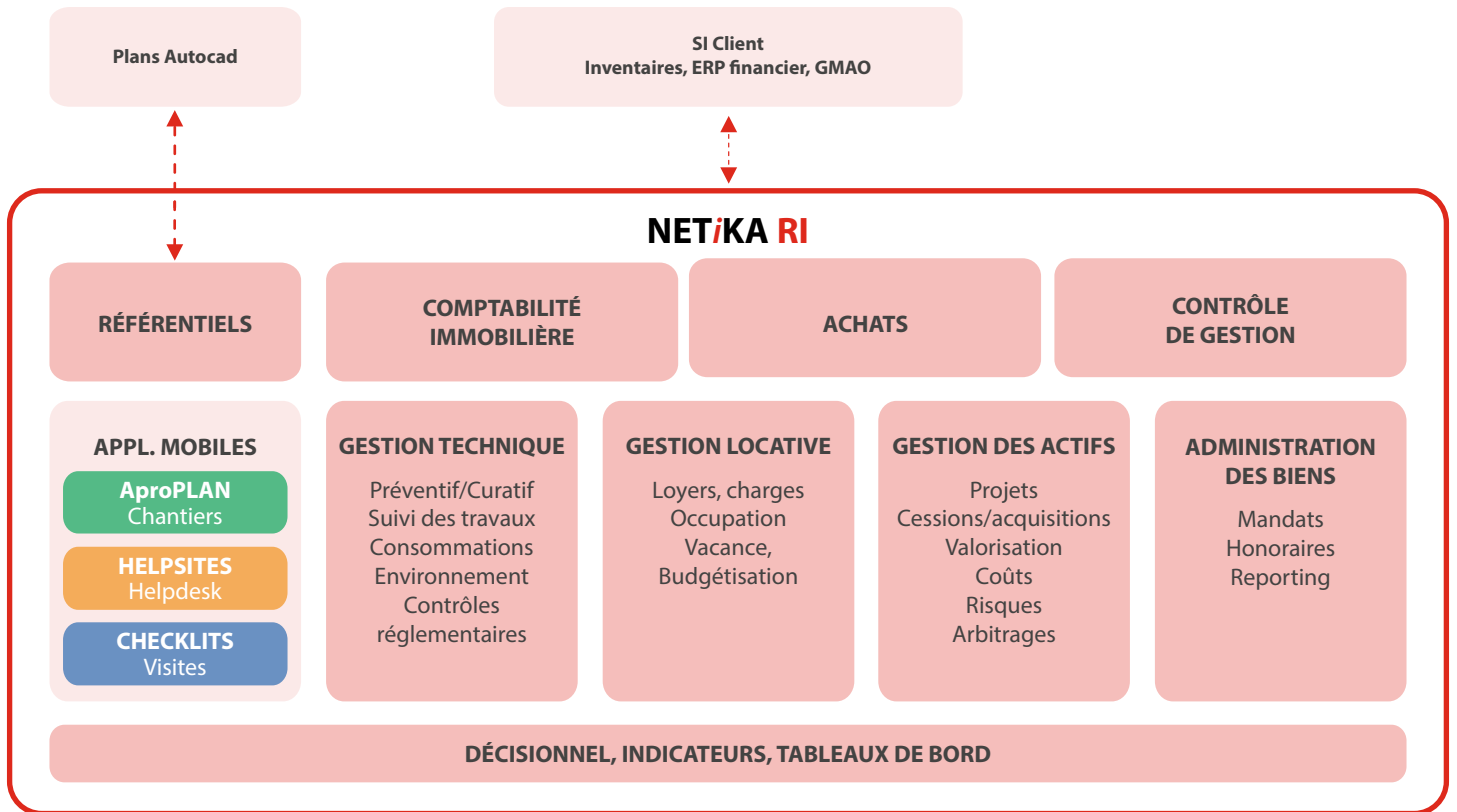 Plans Autocad
SI Client
Inventaires, ERP financier, GMAO
NETiKA RI
RÉFÉRENTIELS
COMPTABILITÉ
IMMOBILIÈRE
ACHATS
CONTRÔLE
DE GESTION
APPL. MOBILES
AproPLAN
Chantiers
HELPSITES
Helpdesk
CHECKLITS
Visites
GESTION TECHNIQUE
Préventif/Curatif
Suivi des travaux
Consommations
Environnement
Contrôles
réglementaires
GESTION LOCATIVE
Loyers, charges
Occupation
Vacance,
Budgétisation
GESTION DES ACTIFS
Projets
Cessions/acquisitions
Valorisation
Coûts
Risques
Arbitrages
ADMINISTRATION
DES BIENS
Mandats
Honoraires
Reporting
DÉCISIONNEL, INDICATEURS, TABLEAUX DE BORD